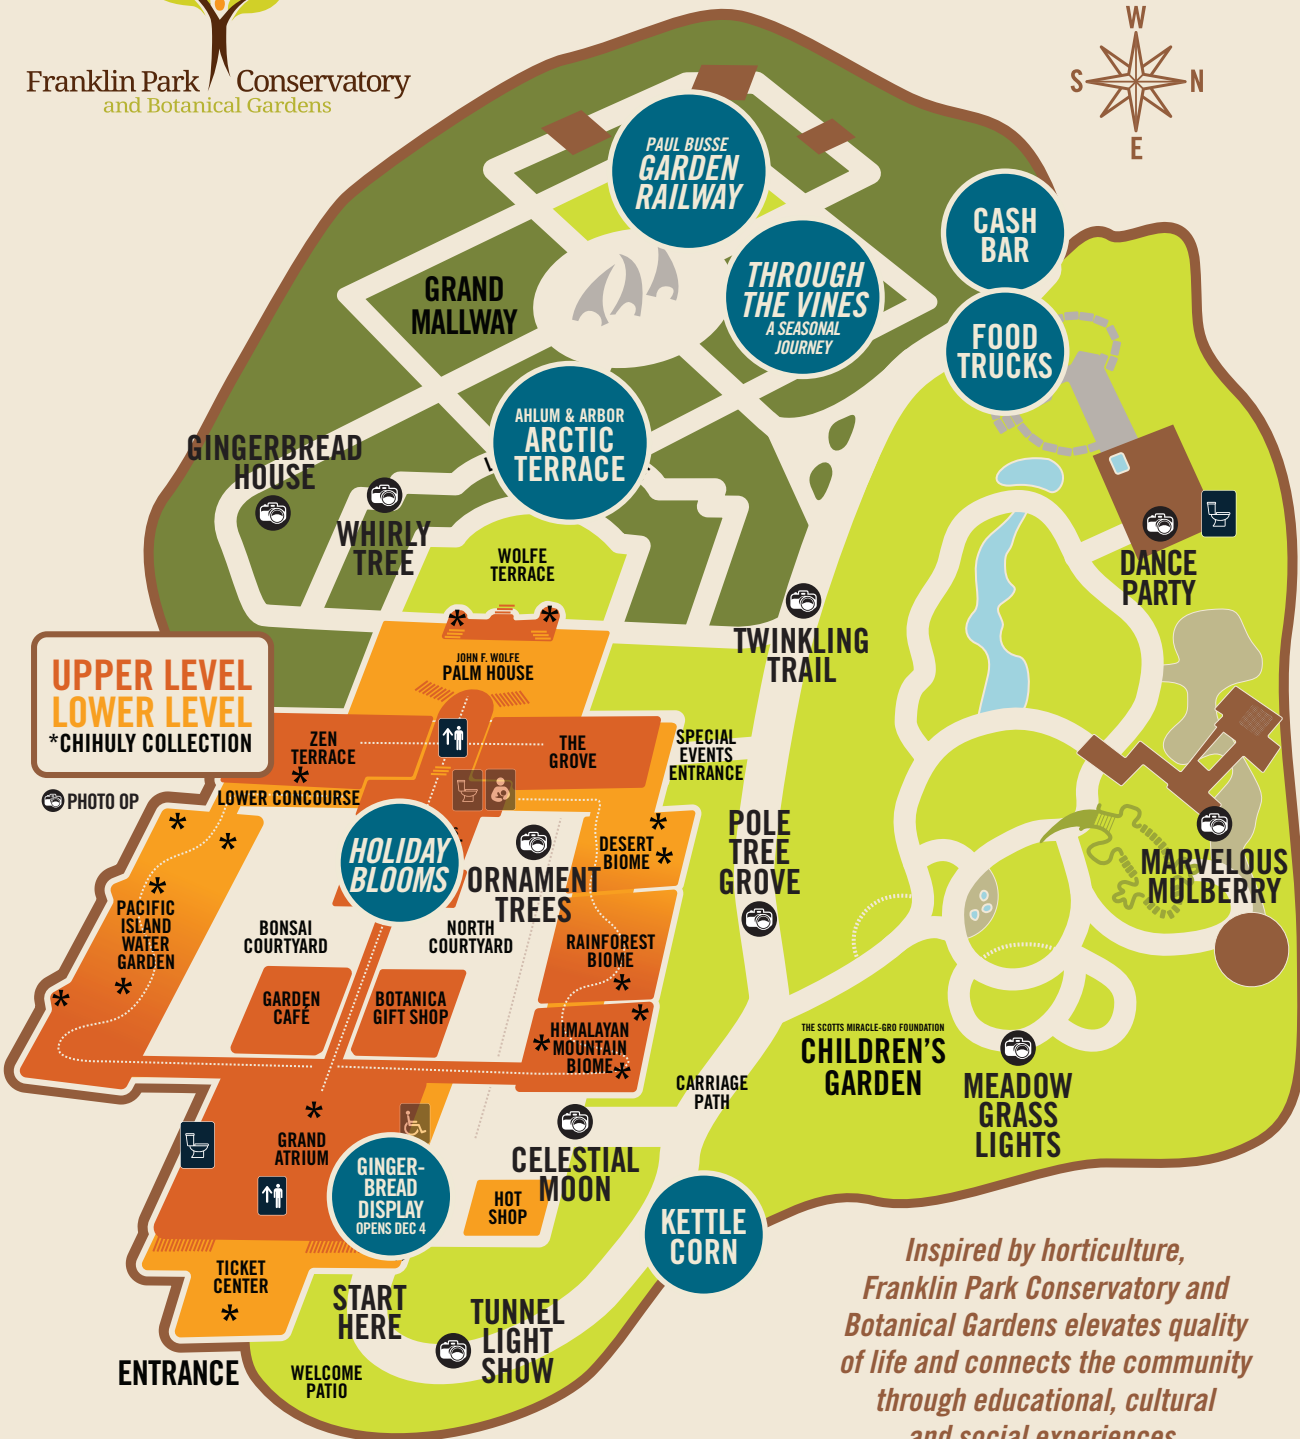 Franklin Park Conservatory
and Botanical Gardens
W
S
N
E
PAUL BUSSE
GARDEN
RAILWAY
CASH
BAR
THROUGH
THE VINES
A SEASONAL
JOURNEY
GRAND
MALLWAY
FOOD
TRUCKS
AHLUM & ARBOR
ARCTIC
TERRACE
GINGERBREAD
HOUSE
WHIRLY
TREE
WOLFE
TERRACE
DANCE
PARTY
TWINKLING
TRAIL
UPPER LEVEL
LOWER LEVEL
*CHIHULY COLLECTION
PHOTO OP
JOHN F. WOLFE
PALM HOUSE
ZEN
TERRACE
*
THE
GROVE
SPECIAL
EVENTS
ENTRANCE
LOWER CONCOURSE
HOLIDAY
BLOOMS
ORNAMENT
TREES
DESERT
BIOME
POLE
TREE
GROVE
MARVELOUS
MULBERRY
PACIFIC
ISLAND
WATER
GARDEN
BONSAI
COURTYARD
NORTH
COURTYARD
RAINFOREST
BIOME
GARDEN
CAFÉ
BOTANICA
GIFT SHOP
HIMALAYAN
MOUNTAIN
BIOME
THE SCOTTS MIRACLE-GRO FOUNDATION
CHILDREN'S
GARDEN
CARRIAGE
PATH
MEADOW
GRASS
LIGHTS
GRAND
ATRIUM
CELESTIAL
MOON
GINGER-
BREAD
DISPLAY
OPENS DEC 4
HOT
SHOP
KETTLE
CORN
TICKET
CENTER
*
START
HERE
TUNNEL
LIGHT
SHOW
ENTRANCE
WELCOME
PATIO
Inspired by horticulture,
Franklin Park Conservatory and
Botanical Gardens elevates quality
of life and connects the community
through educational, cultural
and social experiences.